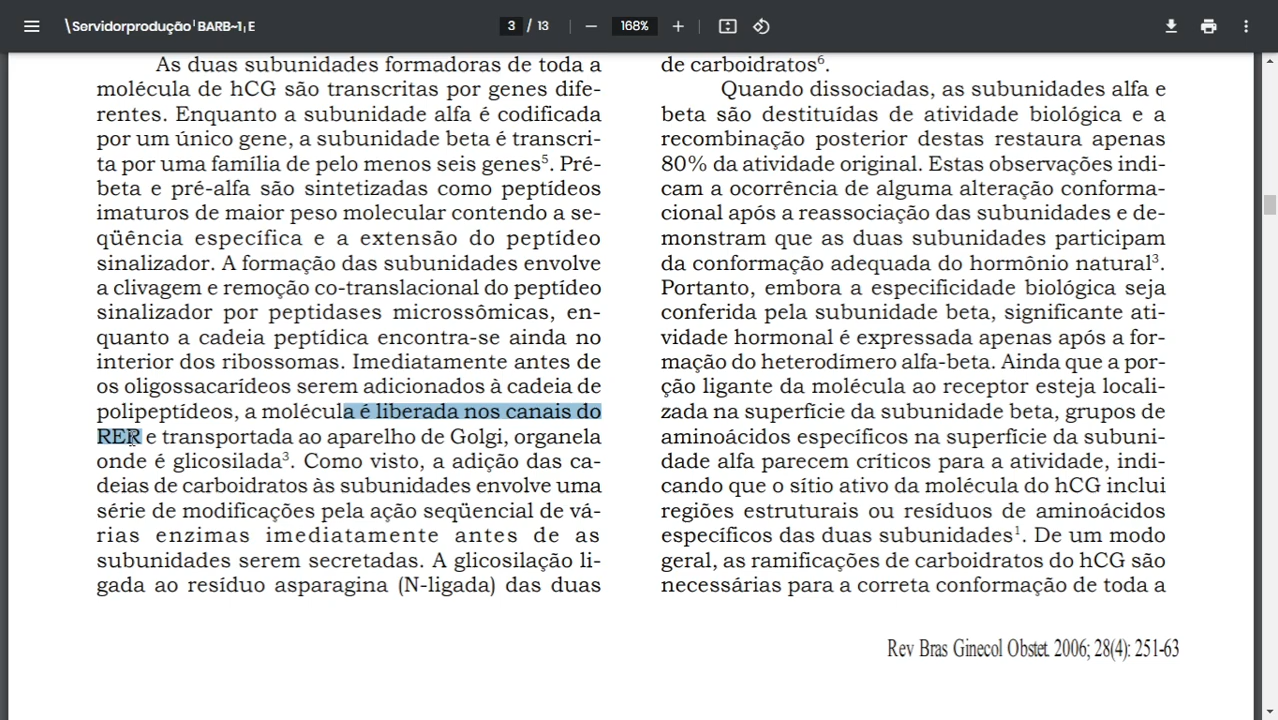 \Servidorprodução¹BARB~1¸E
3 / 13
168%
As duas subunidades formadoras de toda a
molécula de hCG são transcritas por genes dife-
rentes. Enquanto a subunidade alfa é codificada
por um único gene, a subunidade beta é transcri-
ta por uma família de pelo menos seis genes⁵. Pré-
beta e pré-alfa são sintetizadas como peptídeos
imaturos de maior peso molecular contendo a se-
qüência específica e a extensão do peptídeo
sinalizador. A formação das subunidades envolve
a clivagem e remoção co-translacional do peptídeo
sinalizador por peptidases microssômicas, en-
quanto a cadeia peptídica encontra-se ainda no
interior dos ribossomas. Imediatamente antes de
os oligossacarídeos serem adicionados à cadeia de
polipeptídeos, a molécula é liberada nos canais do
RER e transportada ao aparelho de Golgi, organela
onde é glicosilada³. Como visto, a adição das ca-
deias de carboidratos às subunidades envolve uma
série de modificações pela ação seqüencial de vá-
rias enzimas imediatamente antes de as
subunidades serem secretadas. A glicosilação li-
gada ao resíduo asparagina (N-ligada) das duas
de carboidratos⁶.
Quando dissociadas, as subunidades alfa e
beta são destituídas de atividade biológica e a
recombinação posterior destas restaura apenas
80% da atividade original. Estas observações indi-
cam a ocorrência de alguma alteração conforma-
cional após a reassociação das subunidades e de-
monstram que as duas subunidades participam
da conformação adequada do hormônio natural³.
Portanto, embora a especificidade biológica seja
conferida pela subunidade beta, significante ati-
vidade hormonal é expressada apenas após a for-
mação do heterodímero alfa-beta. Ainda que a por-
ção ligante da molécula ao receptor esteja locali-
zada na superfície da subunidade beta, grupos de
aminoácidos específicos na superfície da subuni-
dade alfa parecem críticos para a atividade, indi-
cando que o sítio ativo da molécula do hCG inclui
regiões estruturais ou resíduos de aminoácidos
específicos das duas subunidades¹. De um modo
geral, as ramificações de carboidratos do hCG são
necessárias para a correta conformação de toda a
Rev Bras Ginecol Obstet. 2006; 28(4): 251-63